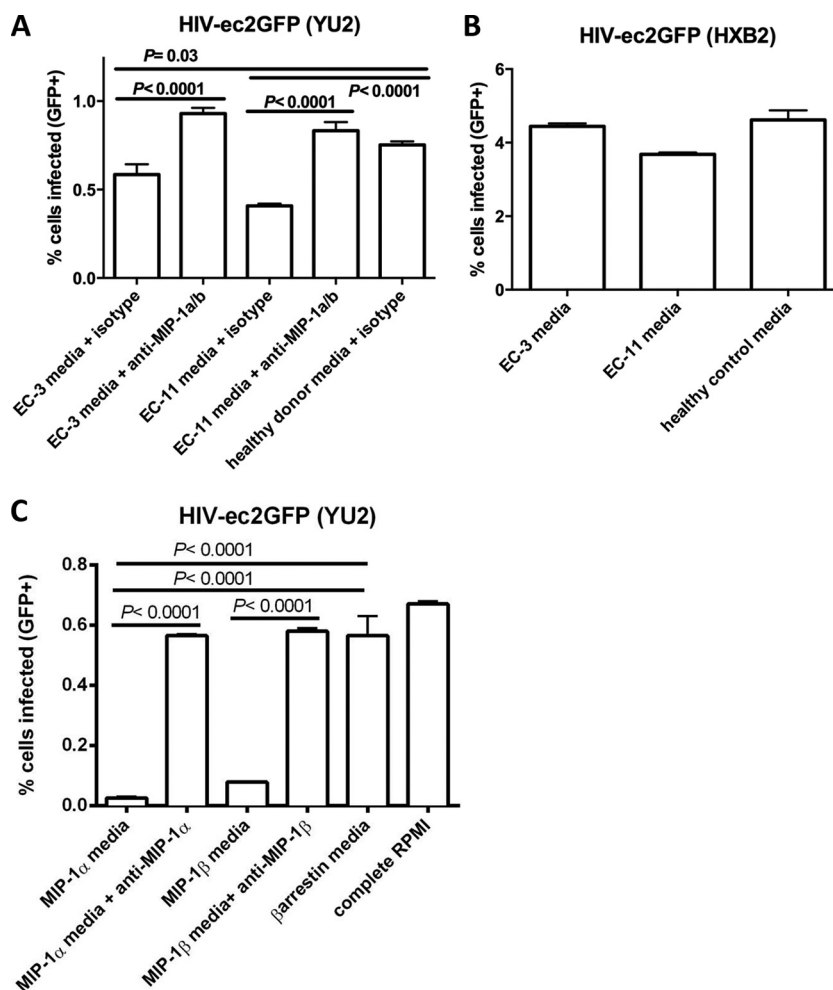 A
HIV-ec2GFP (YU2)
P= 0.03
P< 0.0001
P< 0.0001
P< 0.0001
% cells infected (GFP+)
1.0
0.5
0.0
EC-3 media + isotype
EC-3 media + anti-MIP-1a/b
EC-11 media + isotype
EC-11 media + anti-MIP-1a/b
healthy donor media + isotype
B
HIV-ec2GFP (HXB2)
% cells infected (GFP+)
6
4
2
0
EC-3 media
EC-11 media
healthy control media
C
HIV-ec2GFP (YU2)
P< 0.0001
P< 0.0001
P< 0.0001
P< 0.0001
% cells infected (GFP+)
0.8
0.6
0.4
0.2
0.0
MIP-1α media
MIP-1α media + anti-MIP-1α
MIP-1β media
MIP-1β media+ anti-MIP-1β
βarrestin media
complete RPMI